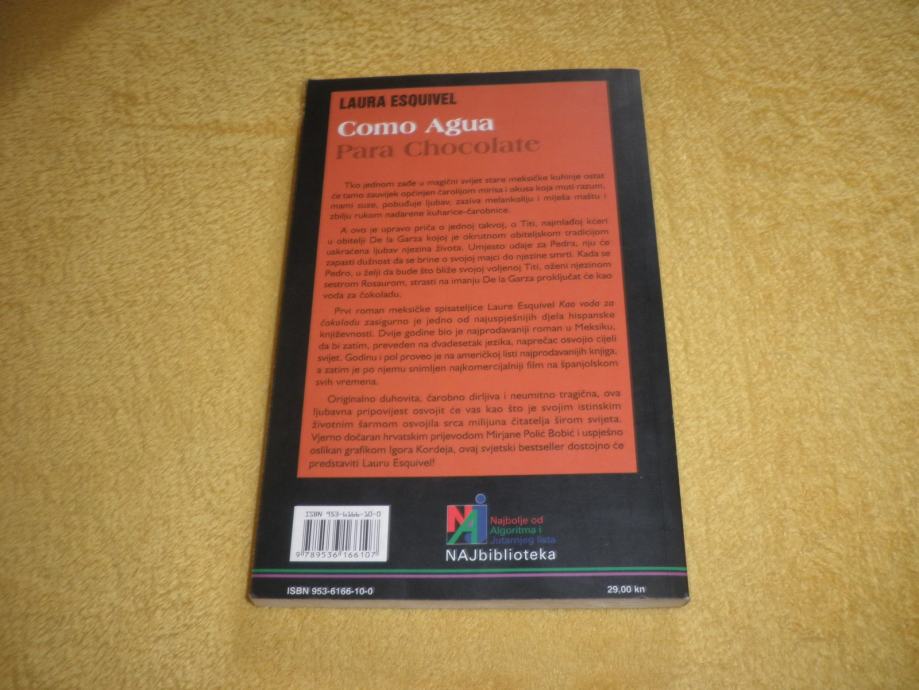 LAURA ESQUIVEL
Como Agua
Para Chocolate
Tko jednom zađe u magični svijet stare meksičke kuhinje ostat
će tamo zauvijek općinjen čarolijom mirisa i okusa koja muti razum,
mami suze, pobuđuje ljubav, zaziva melankoliju i miješa maštu i
zbilju rukom nadarene kuharice-čarobnice.
A ovo je upravo priča o jednoj takvoj, o Titi, najmlađoj kćeri
u obitelji De la Garza kojoj je okrutnom obiteljskom tradicijom
uskraćena ljubav njezina života. Umjesto udaje za Pedra, nju će
zapasti dužnost da se brine o svojoj majci do njezine smrti. Kada se
Pedro, u želji da bude što bliže svojoj voljenoj Titi, oženi njezinom
sestrom Rosaurom, strasti na imanju De la Garza proključat će kao
voda za čokoladu.
Prvi roman meksičke spisateljice Laure Esquivel Kao voda za
čokoladu zasigurno je jedno od najuspješnijih djela hispanske
književnosti. Dvije godine bio je najprodavaniji roman u Meksiku,
da bi zatim, preveden na dvadesetak jezika, naprečac osvojio cijeli
svijet. Godinu i pol proveo je na američkoj listi najprodavanijih knjiga,
a zatim je po njemu snimljen najkomercijalniji film na španjolskom
svih vremena.
Originalno duhovita, čarobno dirljiva i neumitno tragična, ova
ljubavna pripovijest osvojit će vas kao što je svojim istinskim
životnim šarmom osvojila srca milijuna čitatelja širom svijeta.
Vjerno dočaran hrvatskim prijevodom Mirjane Polić Bobić i uspješno
oslikan grafikom Igora Kordeja, ovaj svjetski bestseller dostojno će
predstaviti Lauru Esquivel!
ISBN 953-6166-10-0
9 789536 166107
NAJ
Najbolje od
Algoritma i
Jutarnjeg lista
NAJbiblioteka
ISBN 953-6166-10-0
29,00 kn